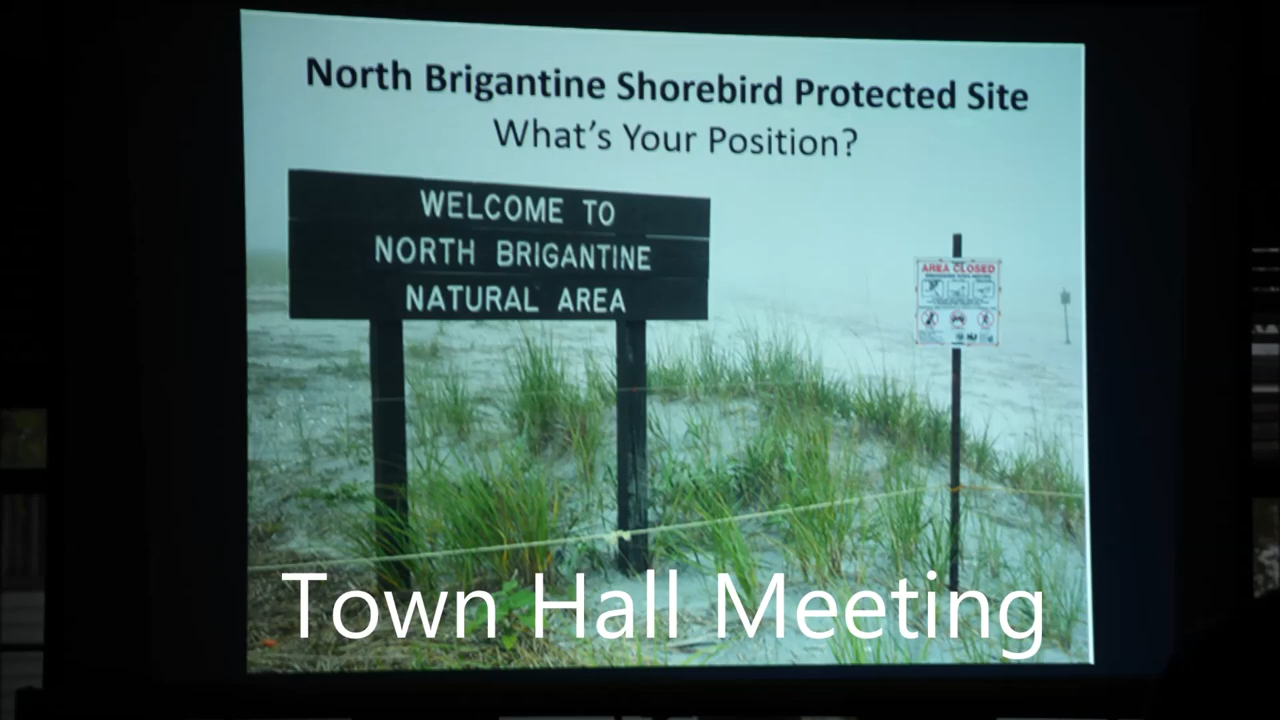 North Brigantine Shorebird Protected Site
What's Your Position?
WELCOME TO
NORTH BRIGANTINE
NATURAL AREA
AREA CLOSED
Town Hall Meeting